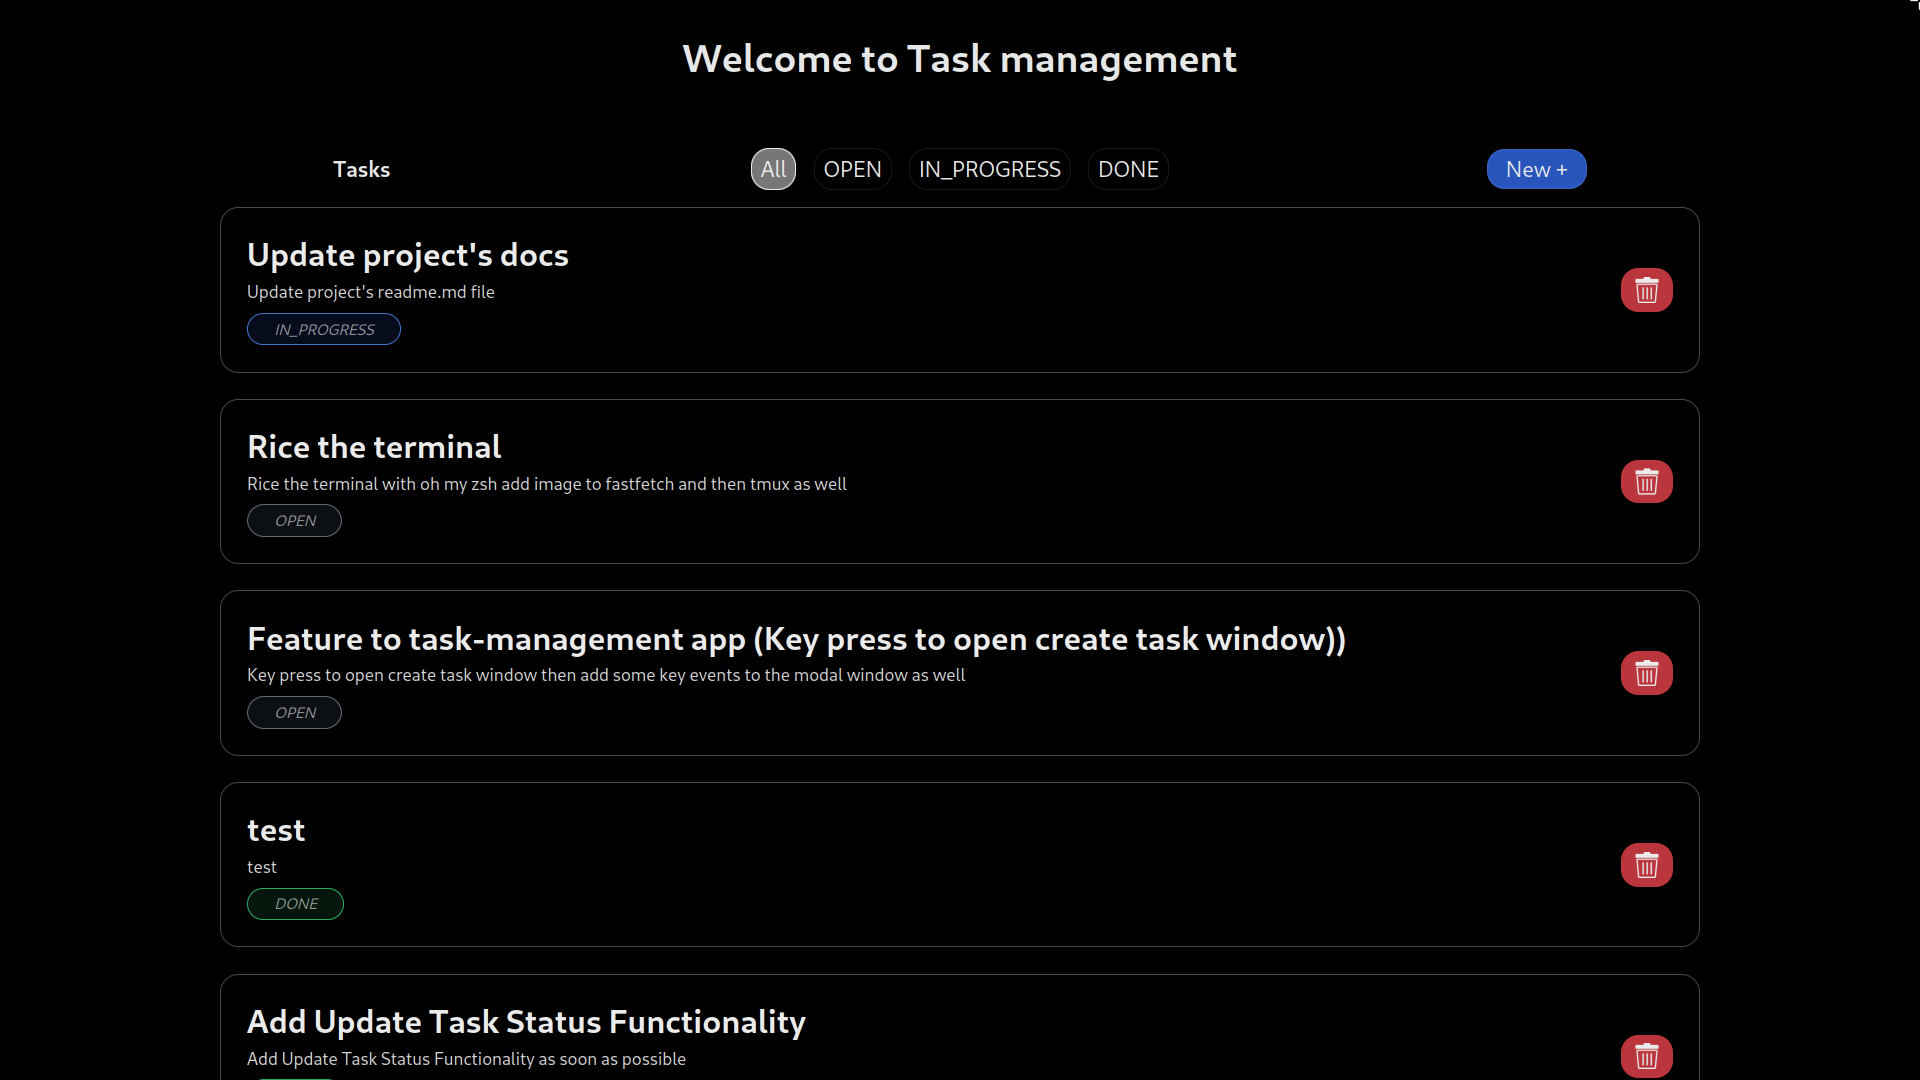 Welcome to Task management
Tasks All OPEN IN_PROGRESS DONE New +
Update project's docs
Update project's readme.md file
IN_PROGRESS
Rice the terminal
Rice the terminal with oh my zsh add image to fastfetch and then tmux as well
OPEN
Feature to task-management app (Key press to open create task window))
Key press to open create task window then add some key events to the modal window as well
OPEN
test
test
DONE
Add Update Task Status Functionality
Add Update Task Status Functionality as soon as possible